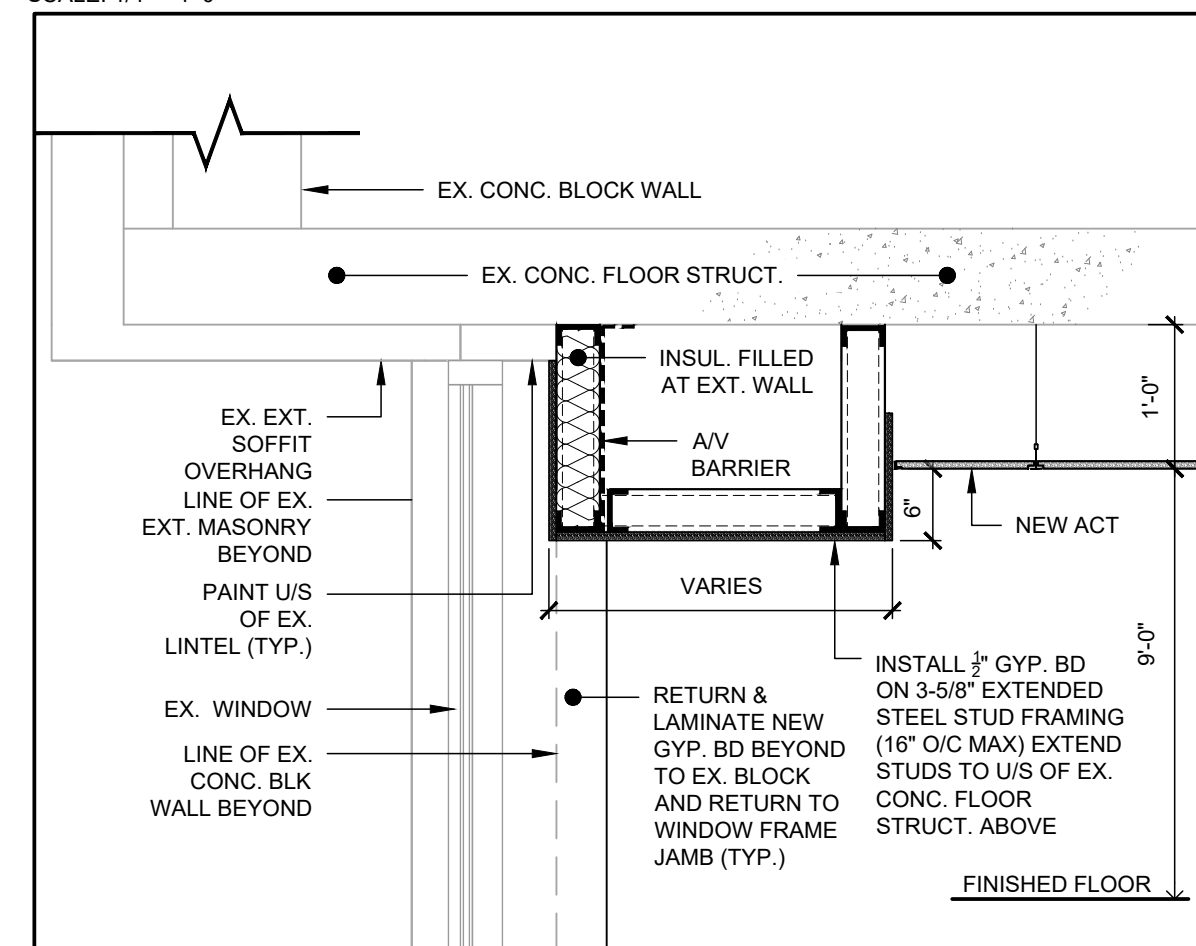 EX. CONC. BLOCK WALL
EX. CONC. FLOOR STRUCT.
INSUL. FILLED
AT EXT. WALL
A/V
BARRIER
1'-0"
6"
NEW ACT
VARIES
9'-0"
EX. EXT.
SOFFIT
OVERHANG
LINE OF EX.
EXT. MASONRY
BEYOND
PAINT U/S
OF EX.
LINTEL (TYP.)
EX. WINDOW
LINE OF EX.
CONC. BLK
WALL BEYOND
RETURN &
LAMINATE NEW
GYP. BD BEYOND
TO EX. BLOCK
AND RETURN TO
WINDOW FRAME
JAMB (TYP.)
INSTALL 1/2" GYP. BD
ON 3-5/8" EXTENDED
STEEL STUD FRAMING
(16" O/C MAX) EXTEND
STUDS TO U/S OF EX.
CONC. FLOOR
STRUCT. ABOVE
FINISHED FLOOR